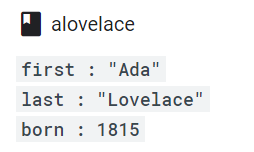 alovelace
first : "Ada"
last : "Lovelace"
born : 1815